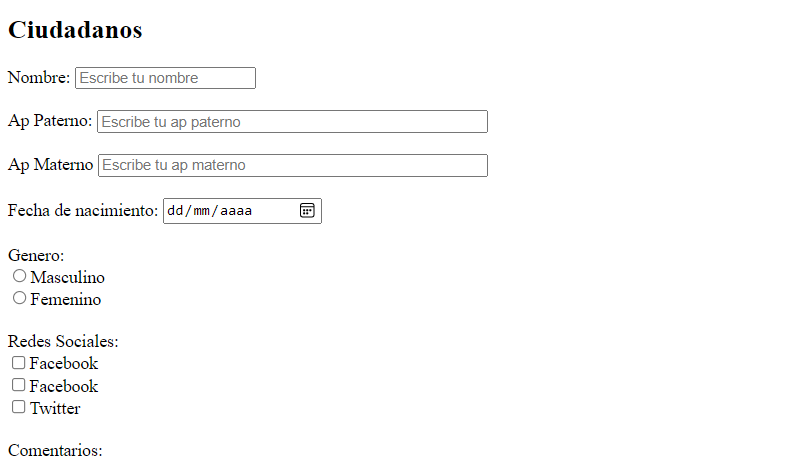 Ciudadanos
Nombre: Escribe tu nombre
Ap Paterno: Escribe tu ap paterno
Ap Materno Escribe tu ap materno
Fecha de nacimiento: dd/mm/aaaa
Genero:
Masculino
Femenino
Redes Sociales:
Facebook
Facebook
Twitter
Comentarios: